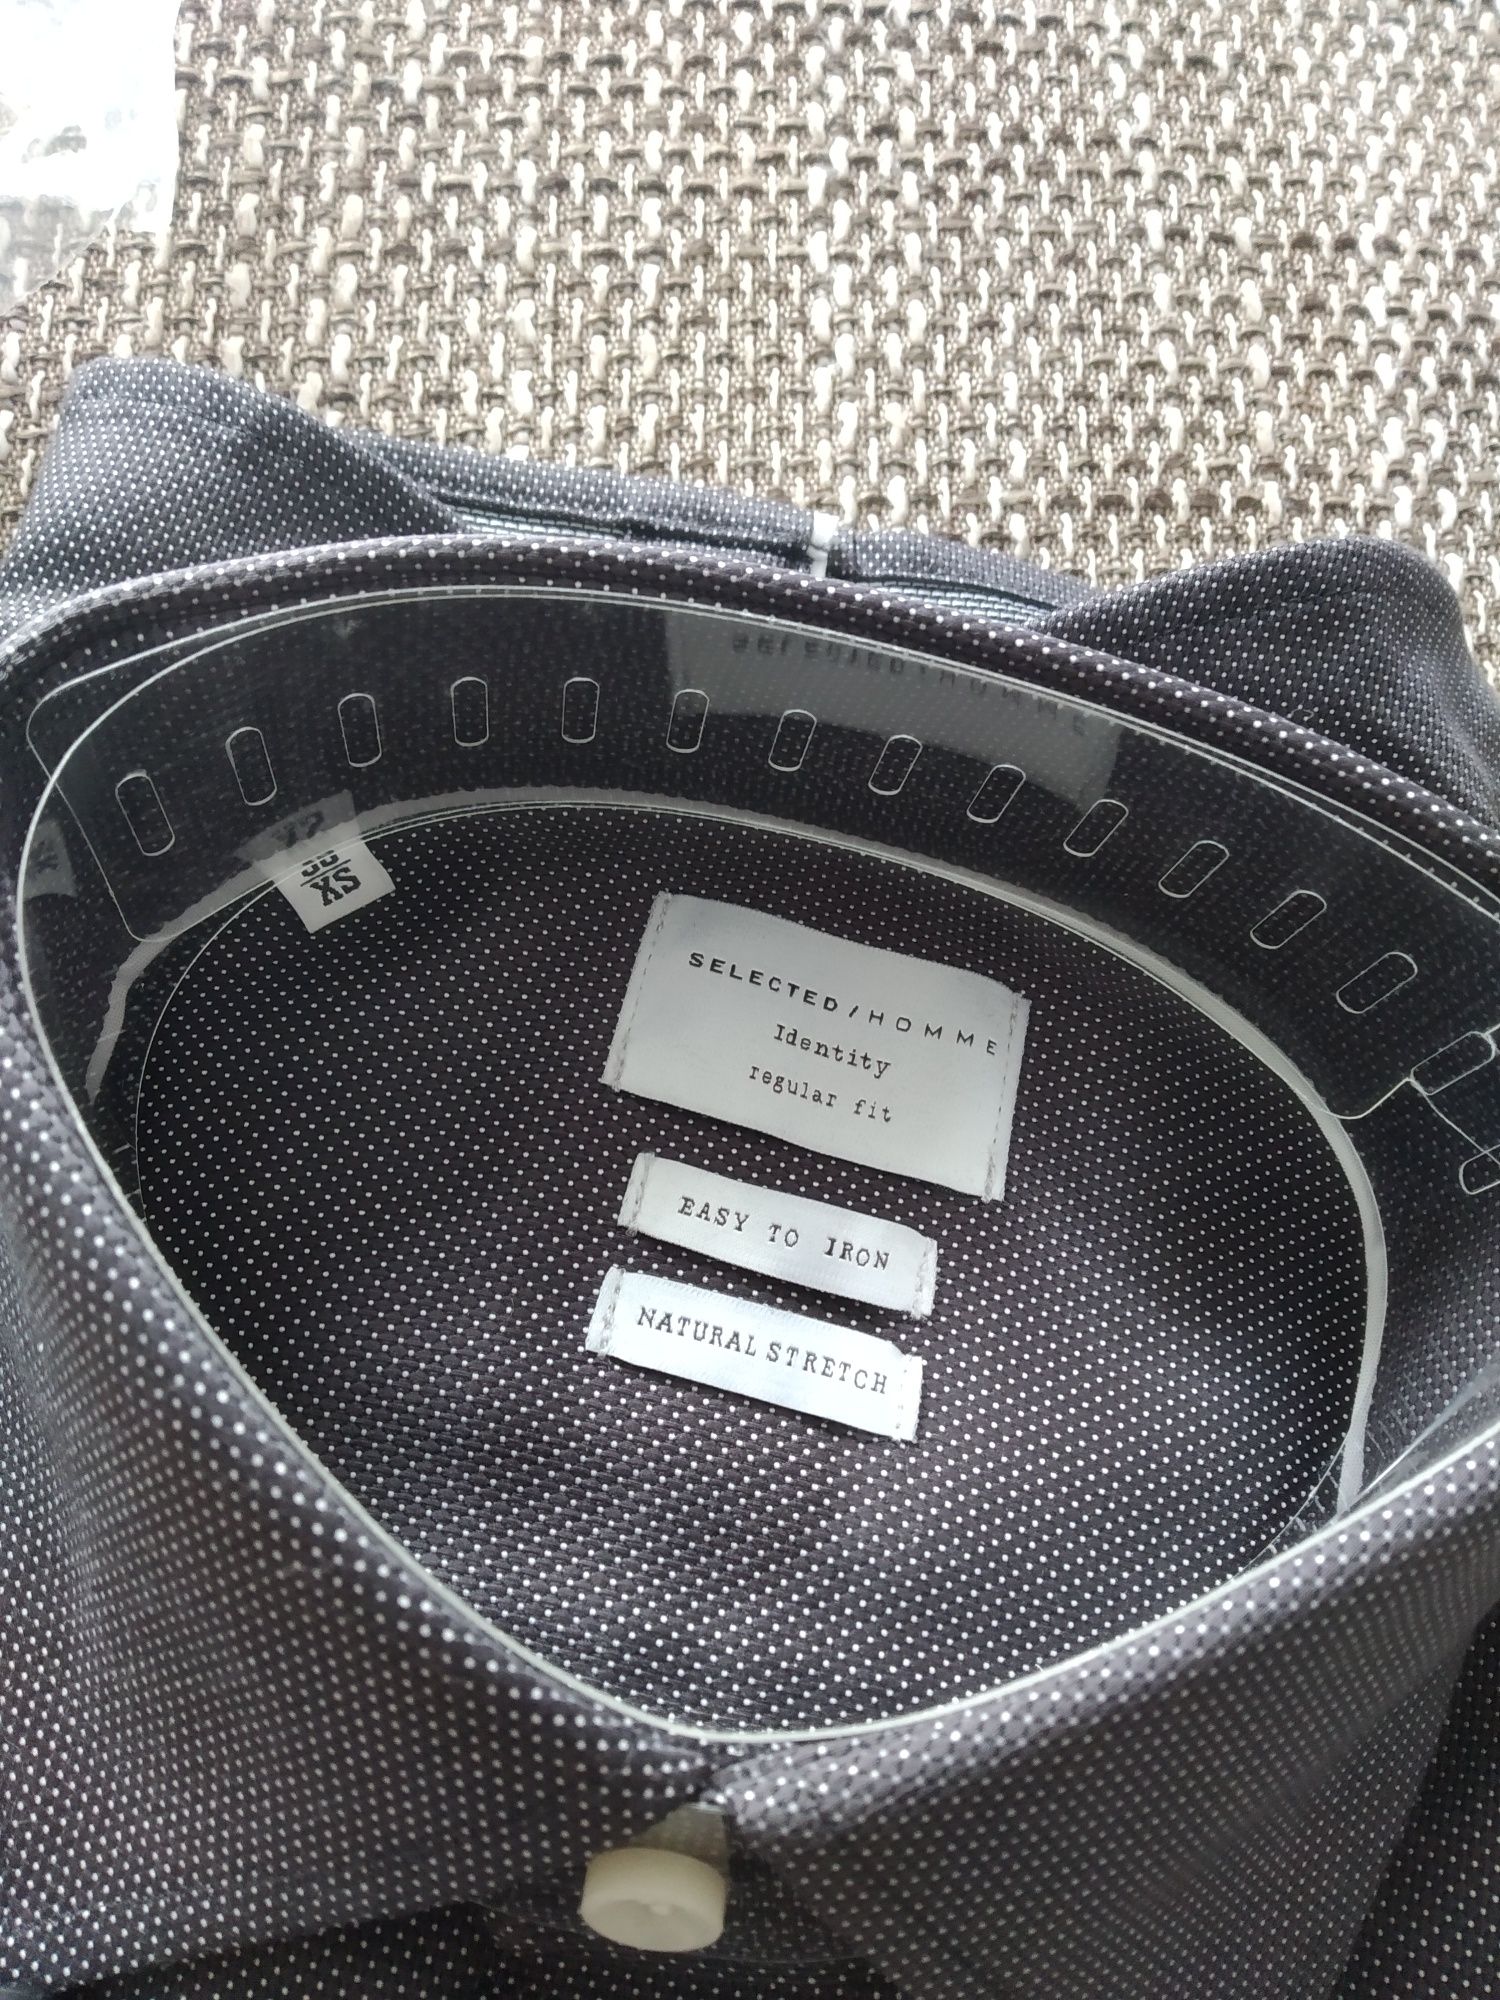 SELECTED / HOMME
Identity
regular fit
EASY TO IRON
NATURAL STRETCH
XS